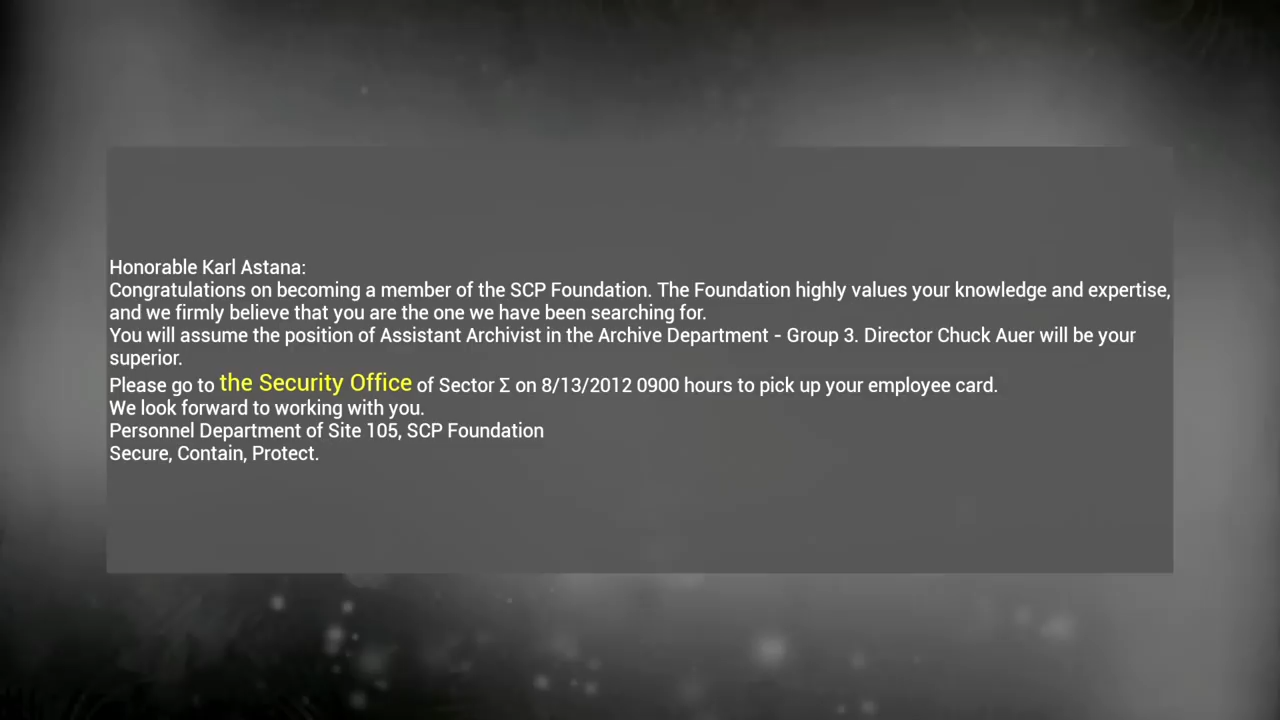 Honorable Karl Astana:
Congratulations on becoming a member of the SCP Foundation. The Foundation highly values your knowledge and expertise,
and we firmly believe that you are the one we have been searching for.
You will assume the position of Assistant Archivist in the Archive Department - Group 3. Director Chuck Auer will be your
superior.
Please go to the Security Office of Sector Σ on 8/13/2012 0900 hours to pick up your employee card.
We look forward to working with you.
Personnel Department of Site 105, SCP Foundation
Secure, Contain, Protect.